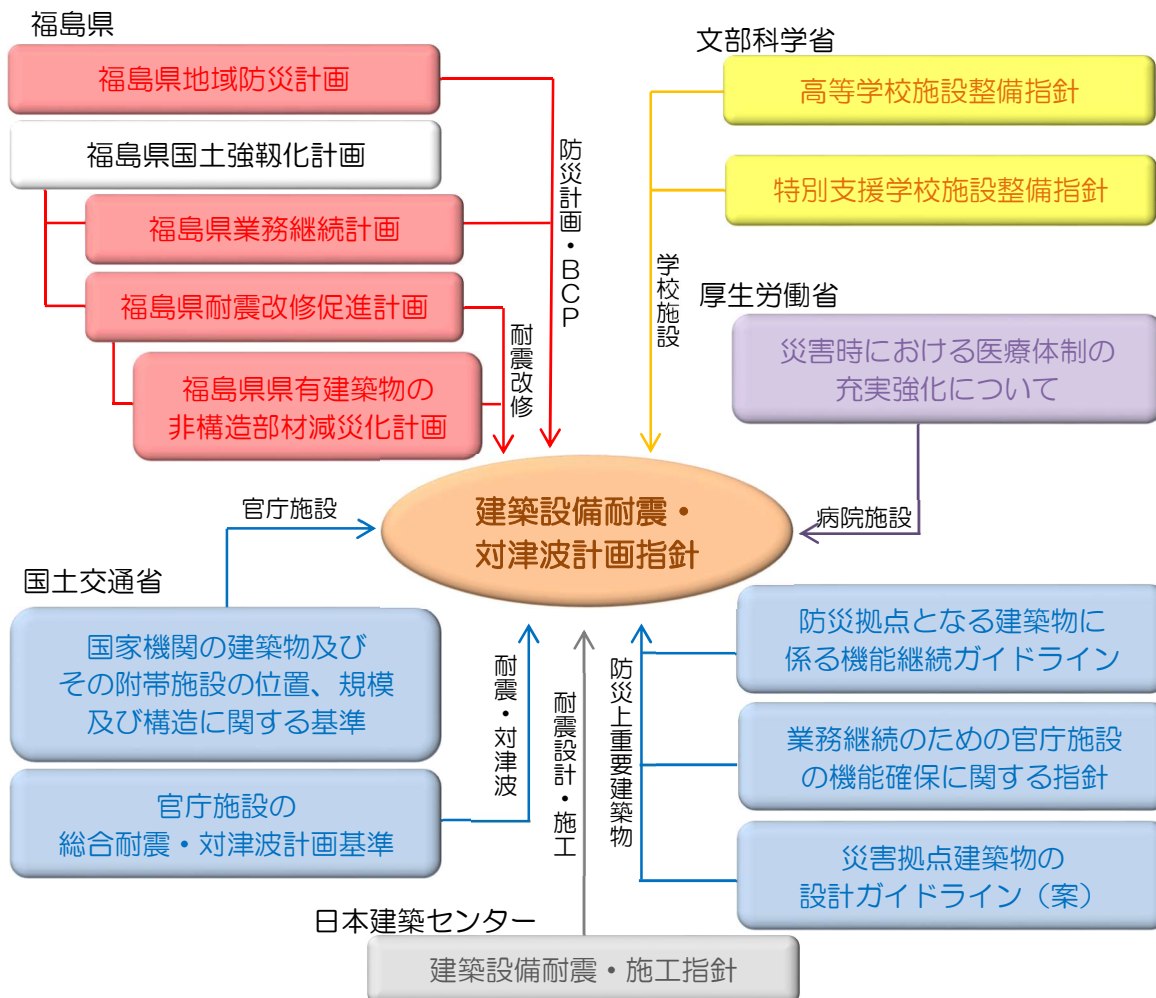 福島県
福島県地域防災計画
福島県国土強靱化計画
福島県業務継続計画
福島県耐震改修促進計画
福島県県有建築物の
非構造部材減災化計画
防災計画・BCP
耐震改修
文部科学省
高等学校施設整備指針
特別支援学校施設整備指針
学校施設
厚生労働省
災害時における医療体制の
充実強化について
病院施設
建築設備耐震・
対津波計画指針
官庁施設
国土交通省
国家機関の建築物及び
その附帯施設の位置、規模
及び構造に関する基準
官庁施設の
総合耐震・対津波計画基準
耐震・対津波
耐震設計・施工
防災上重要建築物
防災拠点となる建築物に
係る機能継続ガイドライン
業務継続のための官庁施設
の機能確保に関する指針
災害拠点建築物の
設計ガイドライン（案）
日本建築センター
建築設備耐震・施工指針